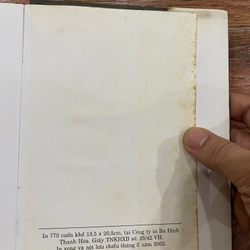 In 770 cuốn khổ 13,5 x 20,5cm, tại Công ty in Ba Đình
Thanh Hóa. Giấy TNKHXB số: 35/42 VH.
In xong và nộp lưu chiểu tháng 5 năm 2002.